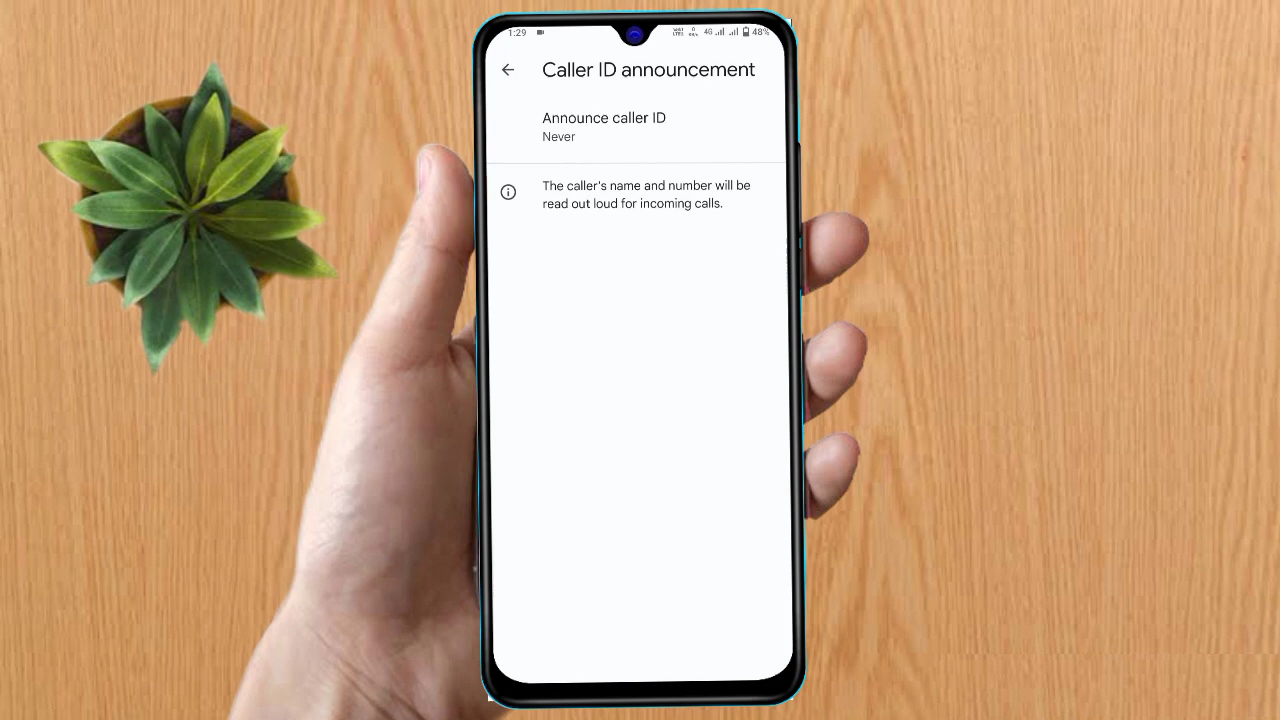 1:29
4G 48%
Caller ID announcement
Announce caller ID
Never
The caller's name and number will be
read out loud for incoming calls.